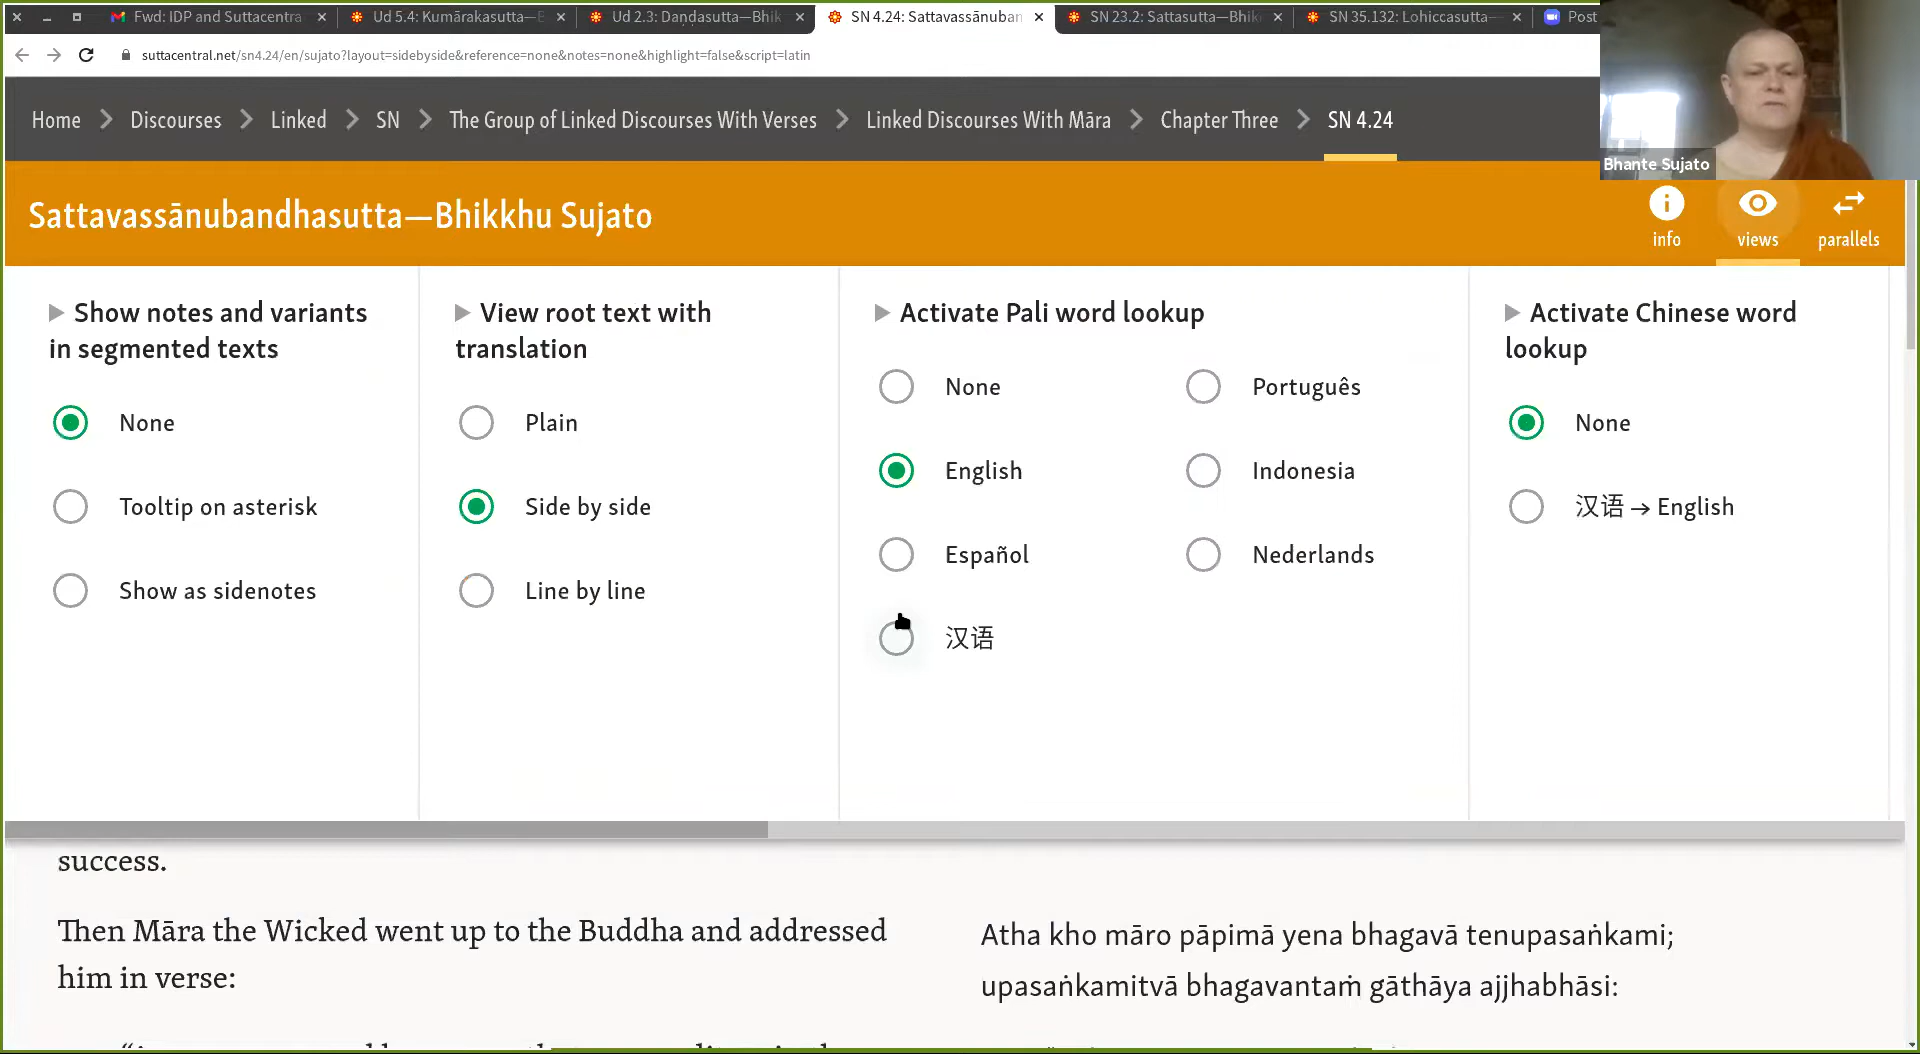 Fwd: IDP and Suttacentra
Ud 5.4: Kumārakasutta—B
Ud 2.3: Daṇḍasutta—Bhik
SN 4.24: Sattavassānuban
SN 23.2: Sattasutta—Bhik
SN 35.132: Lohiccasutta—
Post
suttacentral.net/sn4.24/en/sujato?layout=sidebyside&reference=none&notes=none&highlight=false&script=latin
Home
Discourses
Linked
SN
The Group of Linked Discourses With Verses
Linked Discourses With Māra
Chapter Three
SN 4.24
Bhante Sujato
Sattavassānubandhasutta—Bhikkhu Sujato
info
views
parallels
Show notes and variants
in segmented texts
None
Tooltip on asterisk
Show as sidenotes
View root text with
translation
Plain
Side by side
Line by line
Activate Pali word lookup
None
English
Español
汉语
Português
Indonesia
Nederlands
Activate Chinese word
lookup
None
汉语 → English
success.
Then Māra the Wicked went up to the Buddha and addressed
him in verse:
Atha kho māro pāpimā yena bhagavā tenupasaṅkami;
upasaṅkamitvā bhagavantaṁ gāthāya ajjhabhāsi: